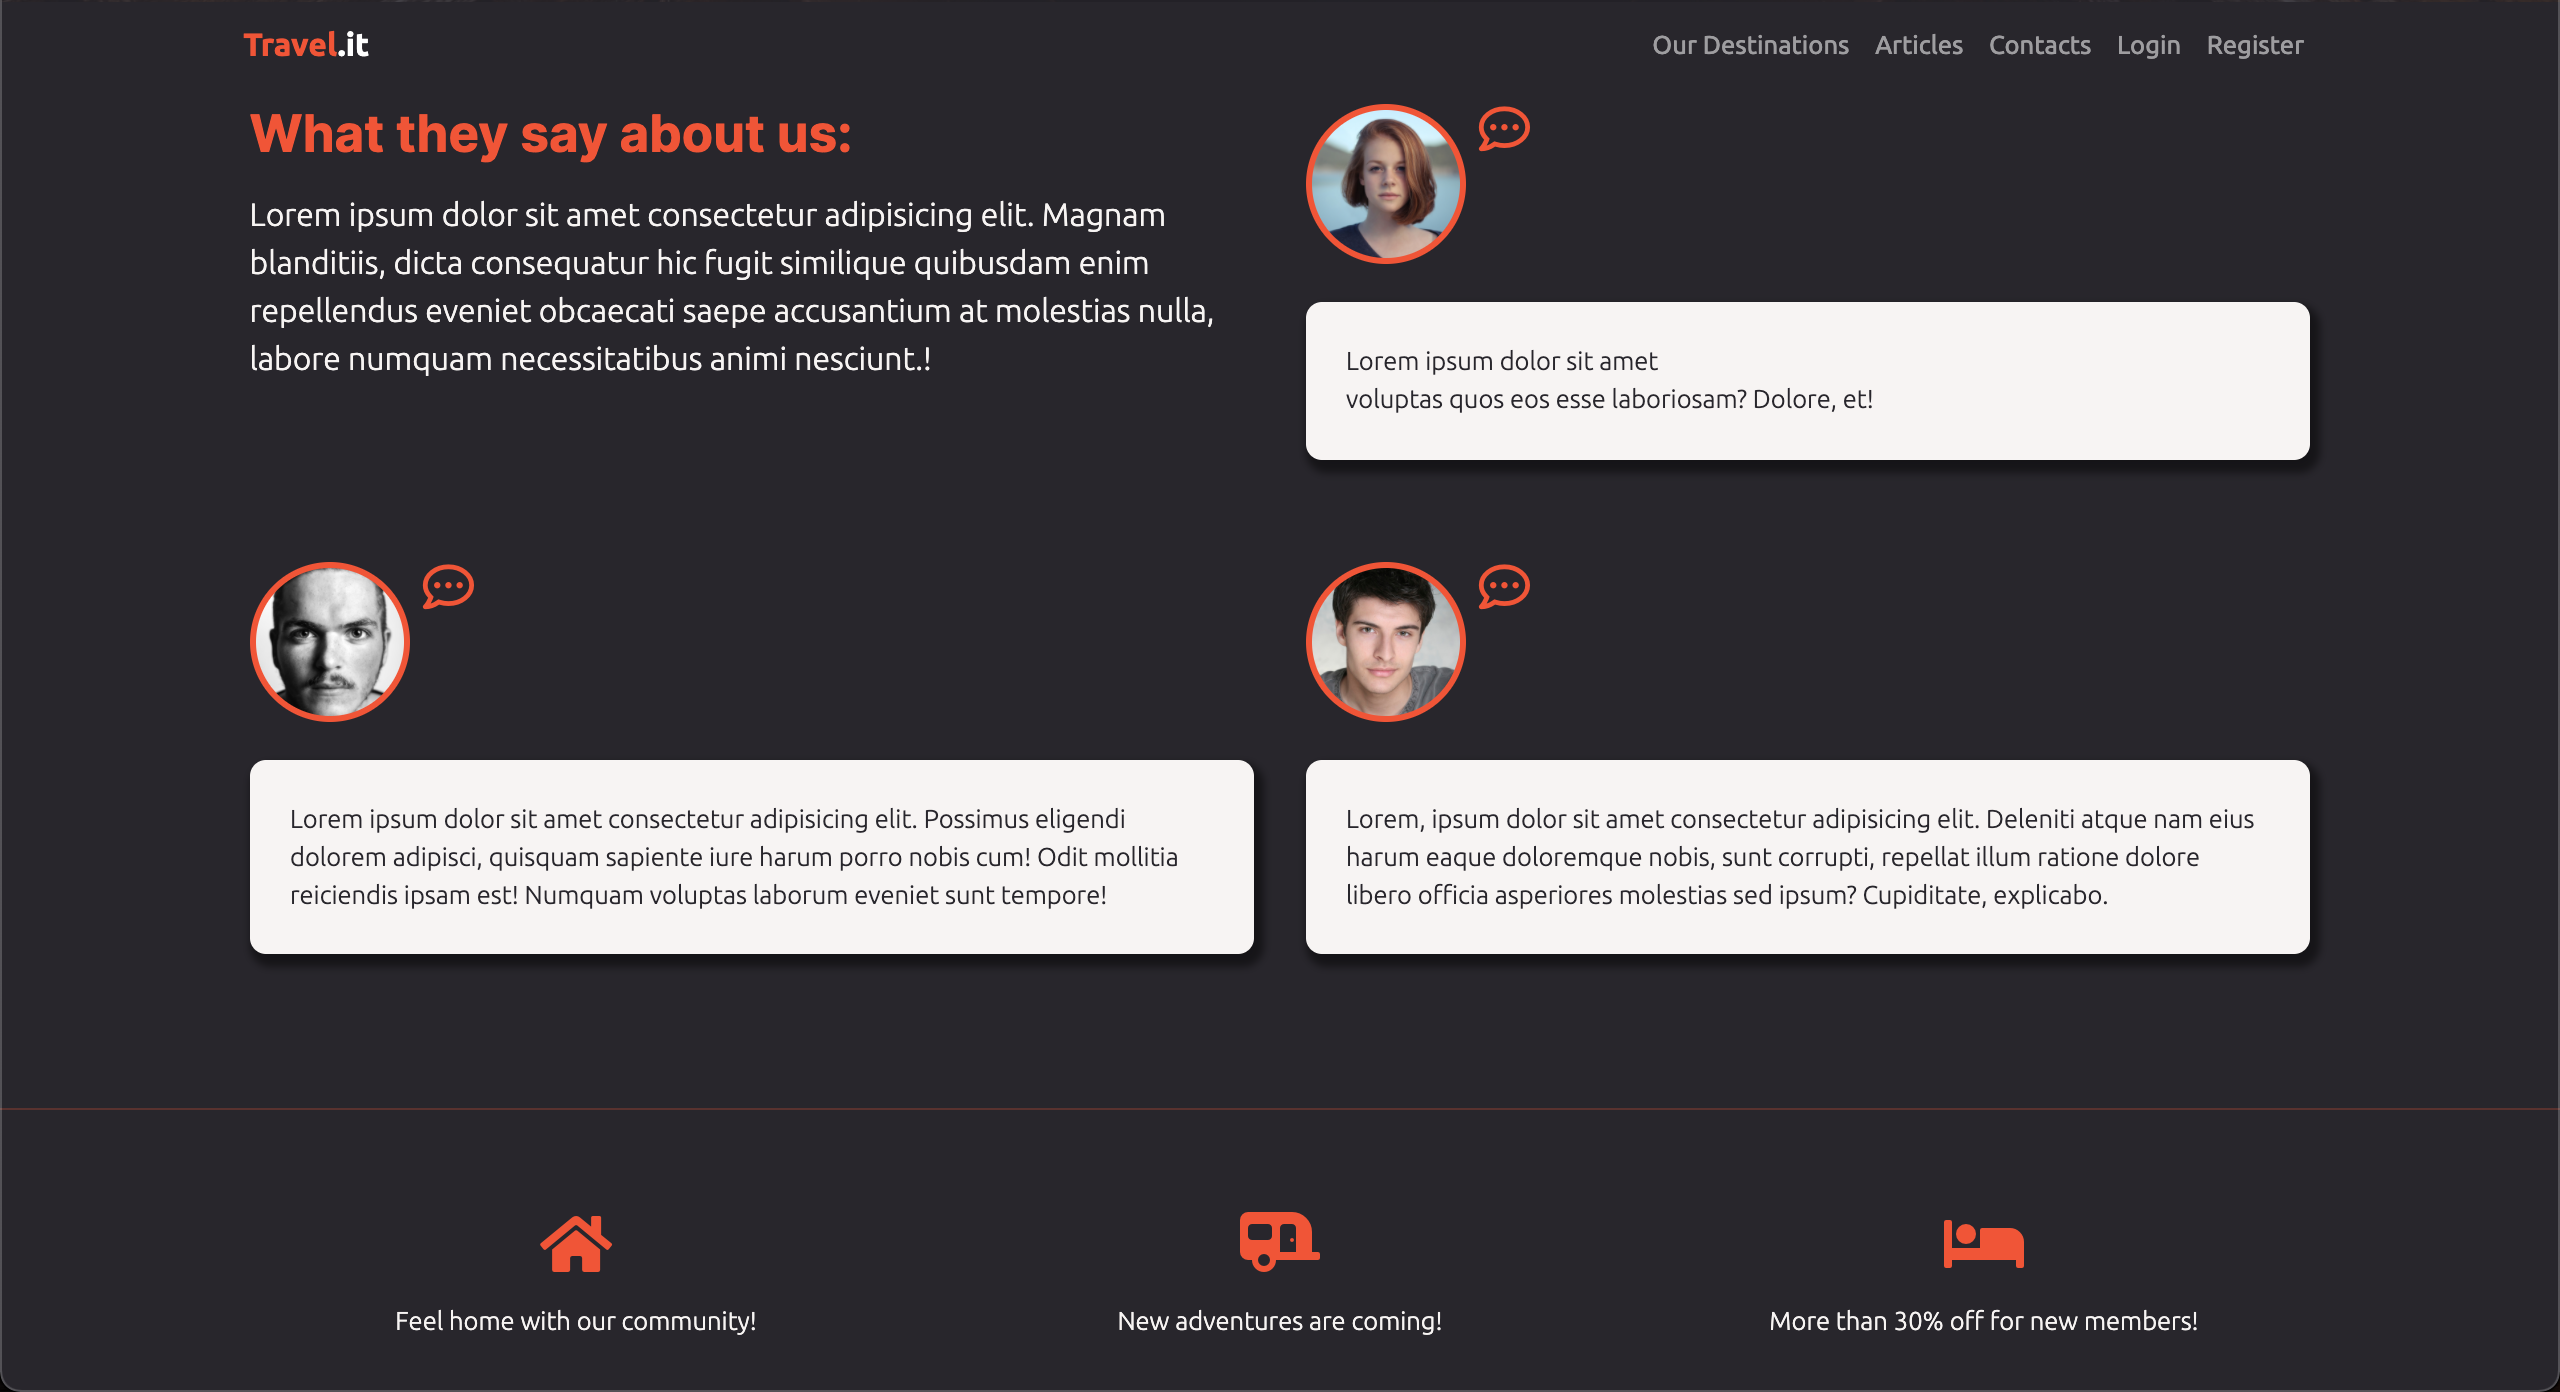 Travel.it
Our Destinations Articles Contacts Login Register
What they say about us:
Lorem ipsum dolor sit amet consectetur adipisicing elit. Magnam
blanditiis, dicta consequatur hic fugit similique quibusdam enim
repellendus eveniet obcaecati saepe accusantium at molestias nulla,
labore numquam necessitatibus animi nesciunt.!
Lorem ipsum dolor sit amet
voluptas quos eos esse laboriosam? Dolore, et!
Lorem ipsum dolor sit amet consectetur adipisicing elit. Possimus eligendi
dolorem adipisci, quisquam sapiente iure harum porro nobis cum! Odit mollitia
reiciendis ipsam est! Numquam voluptas laborum eveniet sunt tempore!
Lorem, ipsum dolor sit amet consectetur adipisicing elit. Deleniti atque nam eius
harum eaque doloremque nobis, sunt corrupti, repellat illum ratione dolore
libero officia asperiores molestias sed ipsum? Cupiditate, explicabo.
Feel home with our community!
New adventures are coming!
More than 30% off for new members!